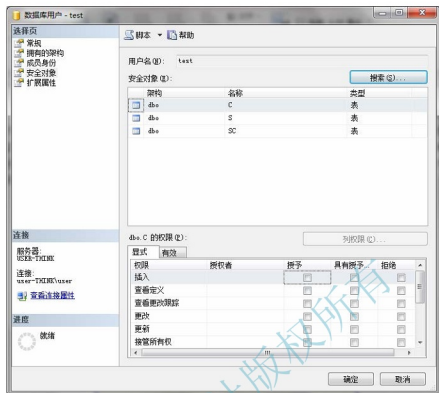 数据库用户 - test
选择页
常规
拥有的架构
成员身份
安全对象
扩展属性
脚本 帮助
用户名(N): test
安全对象(E): 搜索(S)...
架构 名称 类型
dbo C 表
dbo S 表
dbo SC 表
连接
服务器:
USER-THINK
连接:
user-THINK\user
查看连接属性
进度
就绪
dbo.C 的权限(P): 列权限(C)...
显式 有效
权限 授权者 授予 具有授予... 拒绝
插入
查看定义
查看更改跟踪
更改
更新
接管所有权
确定 取消
版权所有